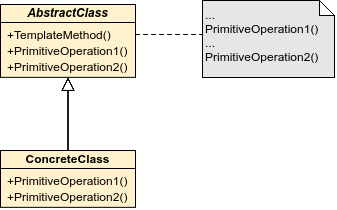 AbstractClass
+TemplateMethod()
+PrimitiveOperation1()
+PrimitiveOperation2()
...
PrimitiveOperation1()
...
PrimitiveOperation2()
ConcreteClass
+PrimitiveOperation1()
+PrimitiveOperation2()